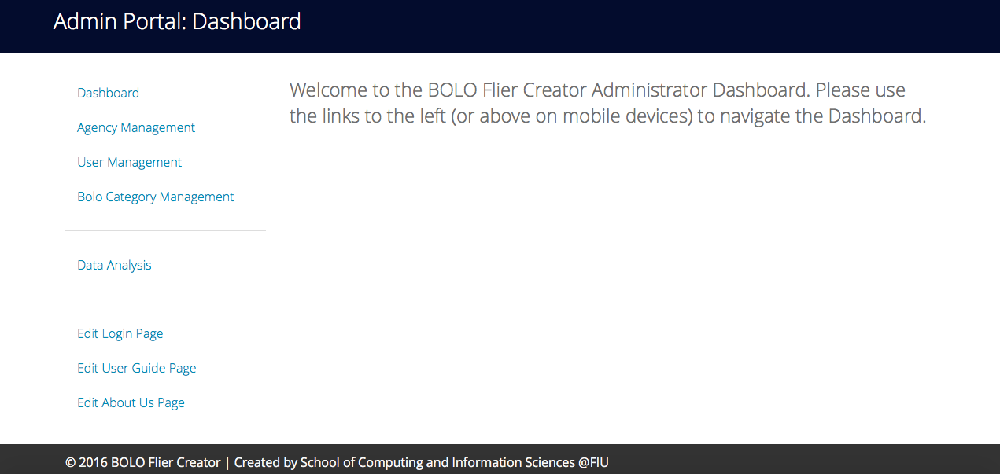 Admin Portal: Dashboard
Dashboard
Agency Management
User Management
Bolo Category Management
Data Analysis
Edit Login Page
Edit User Guide Page
Edit About Us Page
Welcome to the BOLO Flier Creator Administrator Dashboard. Please use
the links to the left (or above on mobile devices) to navigate the Dashboard.
© 2016 BOLO Flier Creator | Created by School of Computing and Information Sciences @FIU